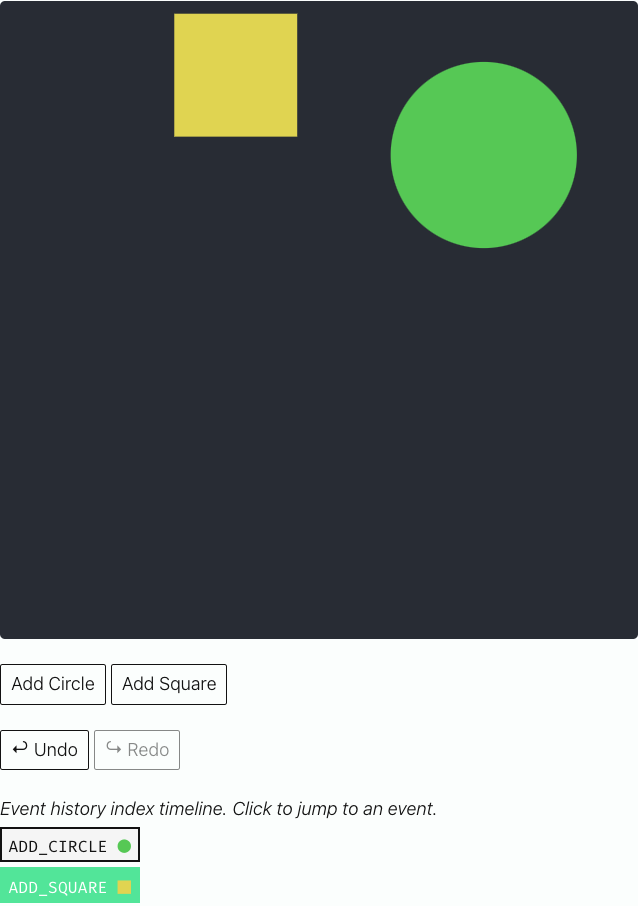 Add Circle Add Square
↩ Undo ↪ Redo
Event history index timeline. Click to jump to an event.
ADD_CIRCLE
ADD_SQUARE